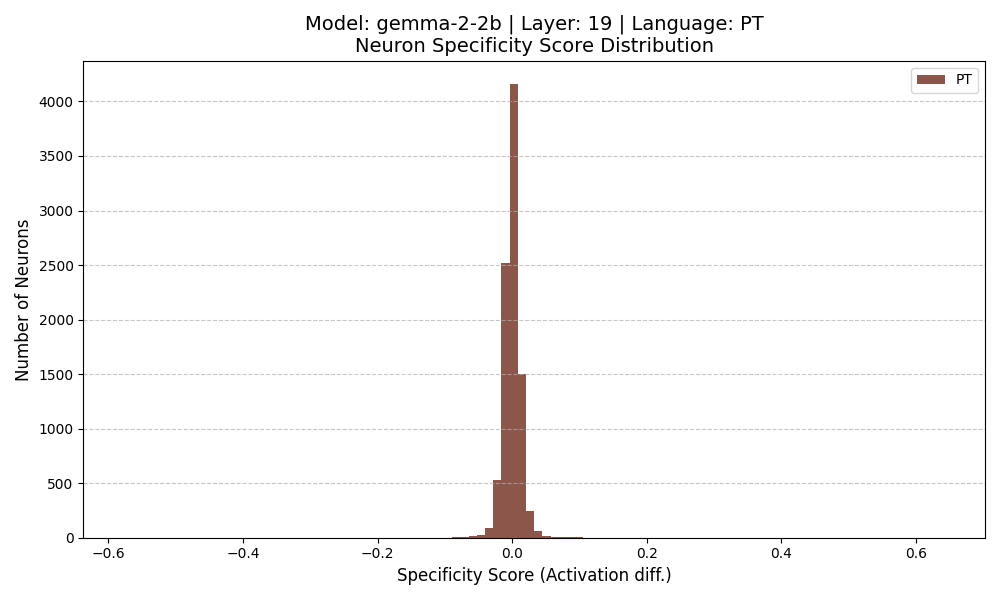 Model: gemma-2-2b | Layer: 19 | Language: PT
Neuron Specificity Score Distribution
PT
Number of Neurons
4000
3500
3000
2500
2000
1500
1000
500
0
−0.6 −0.4 −0.2 0.0 0.2 0.4 0.6
Specificity Score (Activation diff.)